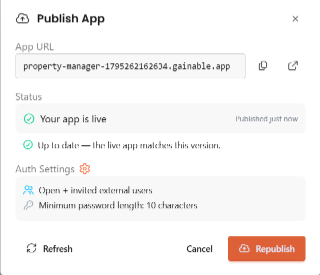 Publish App
App URL
property-manager-1795262162634.gainable.app
Status
Your app is live
Published just now
Up to date — the live app matches this version.
Auth Settings
Open + invited external users
Minimum password length: 10 characters
Refresh
Cancel
Republish